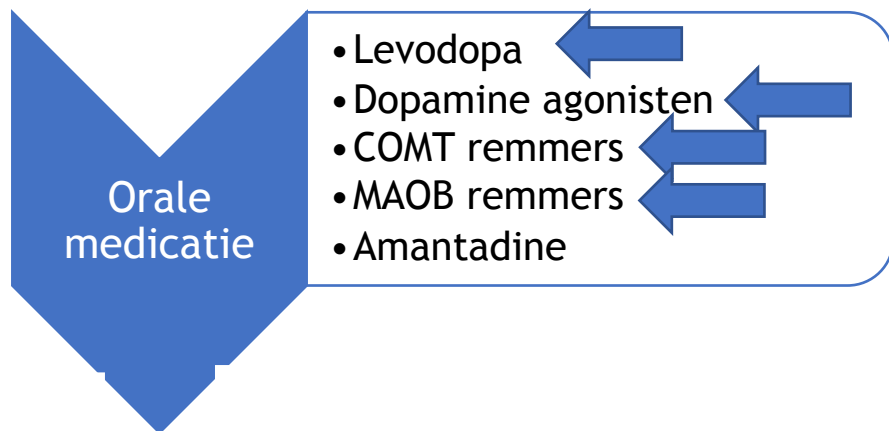 Orale
medicatie
•Levodopa
•Dopamine agonisten
•COMT remmers
•MAOB remmers
•Amantadine